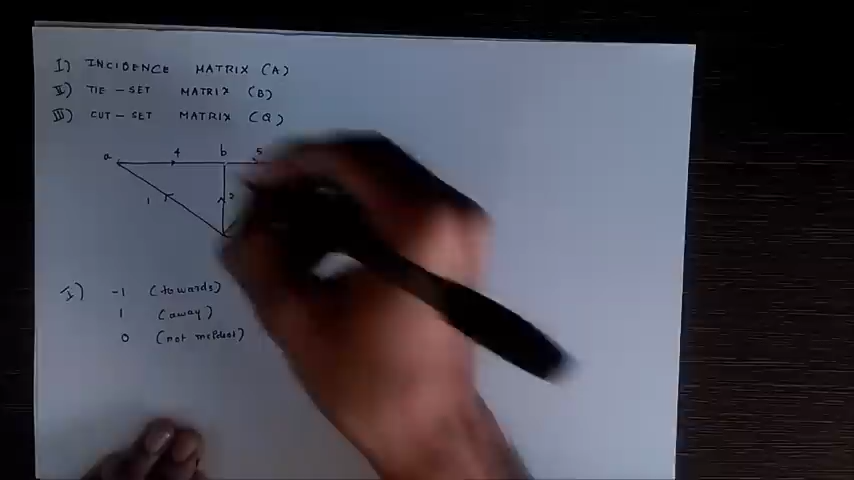 I) INCIDENCE MATRIX (A)
II) TIE-SET MATRIX (B)
III) CUT-SET MATRIX (Q)
a 4 b 5
1 2
I) -1 (towards)
1 (away)
0 (not incident)